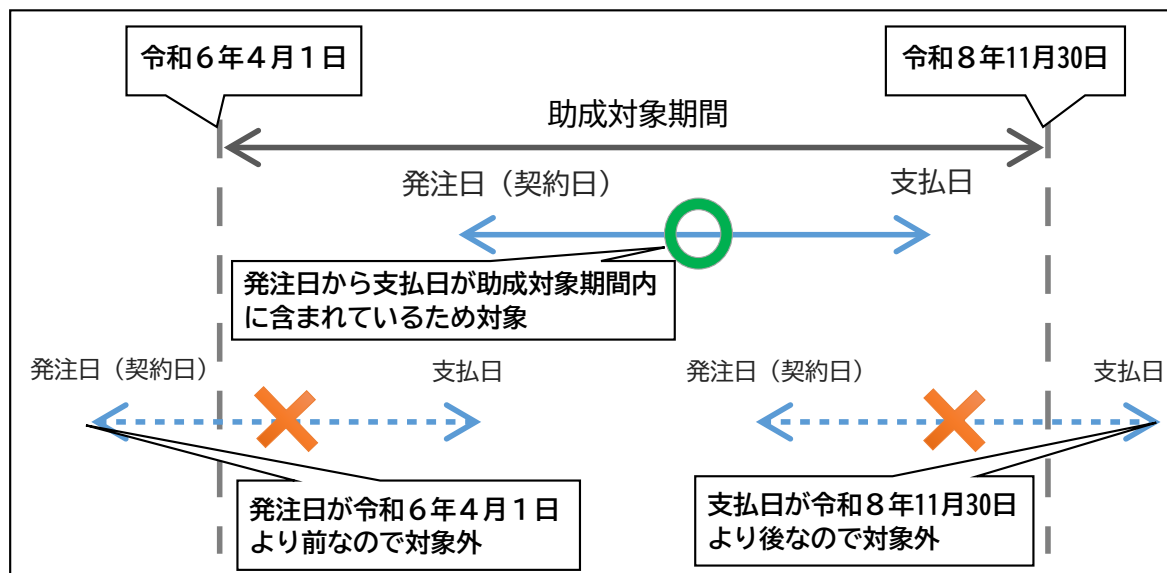 令和６年４月１日
令和８年11月30日
助成対象期間
発注日（契約日）
支払日
発注日から支払日が助成対象期間内
に含まれているため対象
発注日（契約日）
支払日
発注日（契約日）
支払日
発注日が令和６年４月１日
より前なので対象外
支払日が令和８年11月30日
より後なので対象外